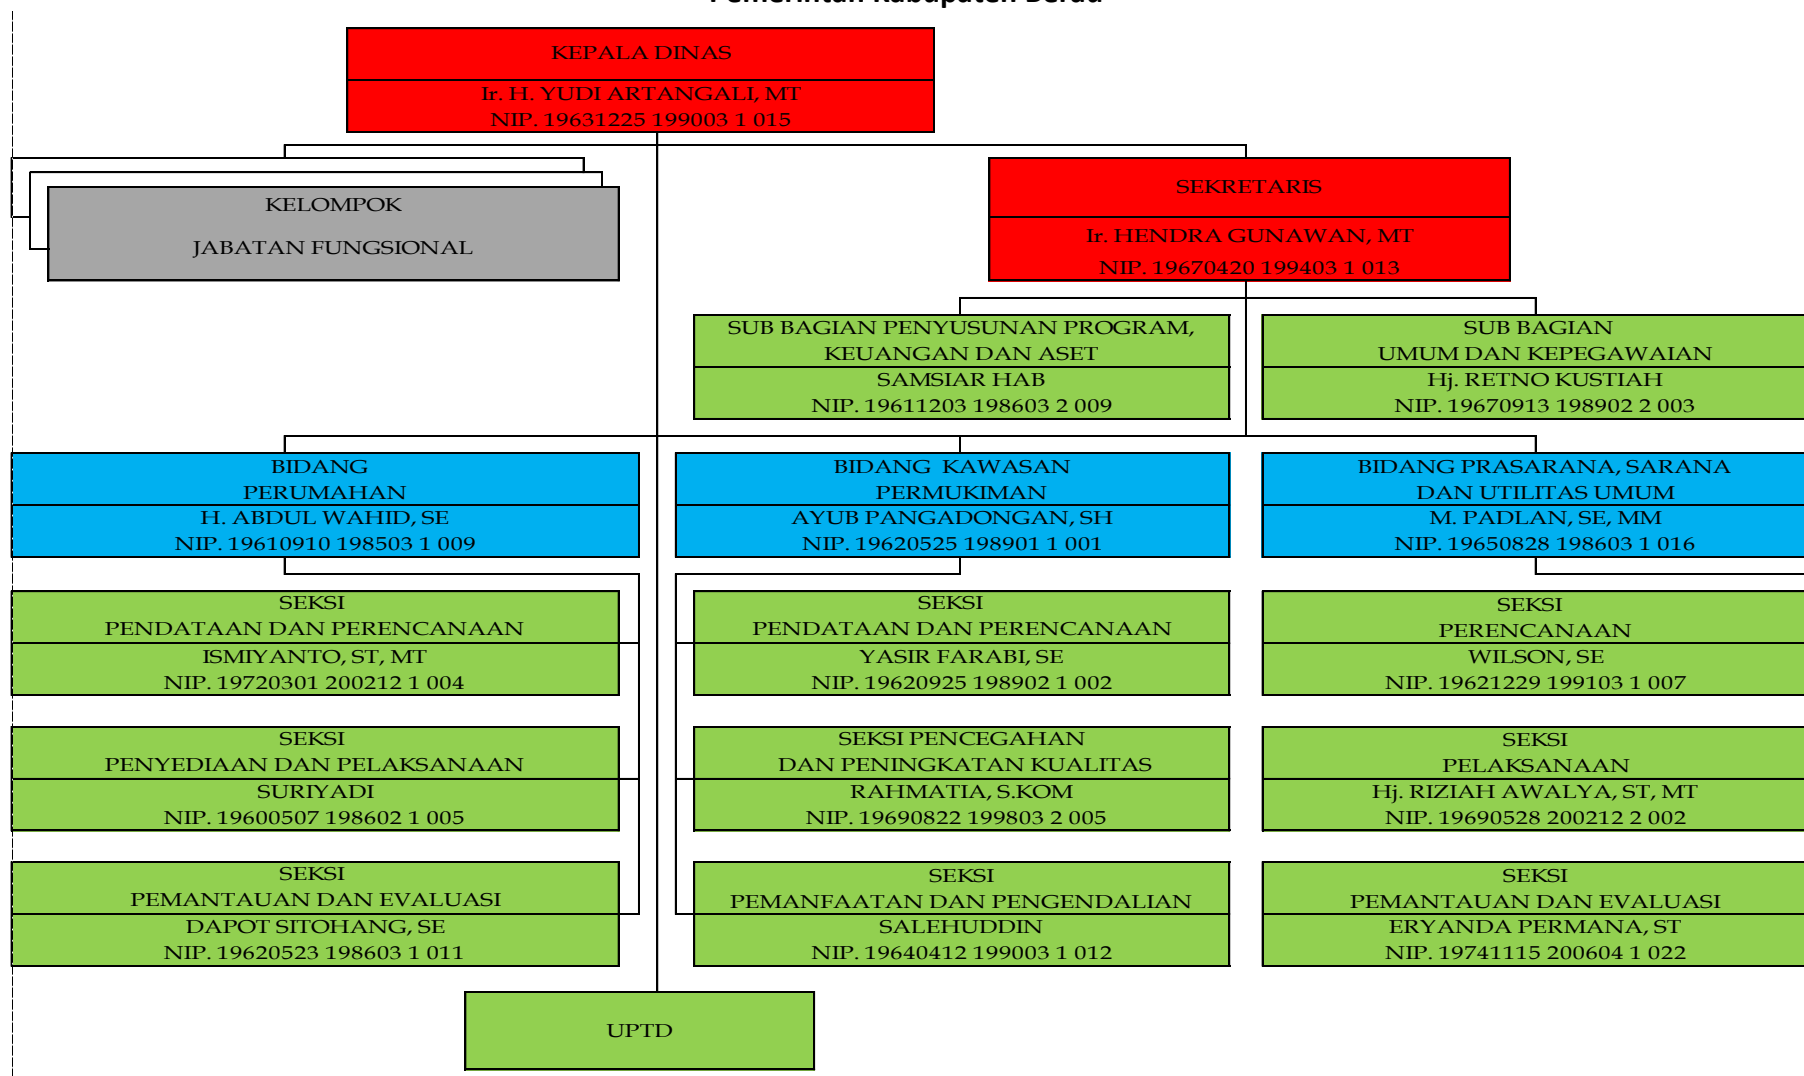 Pemerintah Kabupaten Berau
KEPALA DINAS
Ir. H. YUDI ARTANGALI, MT
NIP. 19631225 199003 1 015
KELOMPOK
JABATAN FUNGSIONAL
SEKRETARIS
Ir. HENDRA GUNAWAN, MT
NIP. 19670420 199403 1 013
SUB BAGIAN PENYUSUNAN PROGRAM,
KEUANGAN DAN ASET
SAMSIAR HAB
NIP. 19611203 198603 2 009
SUB BAGIAN
UMUM DAN KEPEGAWAIAN
Hj. RETNO KUSTIAH
NIP. 19670913 198902 2 003
BIDANG
PERUMAHAN
H. ABDUL WAHID, SE
NIP. 19610910 198503 1 009
BIDANG KAWASAN
PERMUKIMAN
AYUB PANGADONGAN, SH
NIP. 19620525 198901 1 001
BIDANG PRASARANA, SARANA
DAN UTILITAS UMUM
M. PADLAN, SE, MM
NIP. 19650828 198603 1 016
SEKSI
PENDATAAN DAN PERENCANAAN
ISMIYANTO, ST, MT
NIP. 19720301 200212 1 004
SEKSI
PENDATAAN DAN PERENCANAAN
YASIR FARABI, SE
NIP. 19620925 198902 1 002
SEKSI
PERENCANAAN
WILSON, SE
NIP. 19621229 199103 1 007
SEKSI
PENYEDIAAN DAN PELAKSANAAN
SURIYADI
NIP. 19600507 198602 1 005
SEKSI PENCEGAHAN
DAN PENINGKATAN KUALITAS
RAHMATIA, S.KOM
NIP. 19690822 199803 2 005
SEKSI
PELAKSANAAN
Hj. RIZIAH AWALYA, ST, MT
NIP. 19690528 200212 2 002
SEKSI
PEMANTAUAN DAN EVALUASI
DAPOT SITOHANG, SE
NIP. 19620523 198603 1 011
SEKSI
PEMANFAATAN DAN PENGENDALIAN
SALEHUDDIN
NIP. 19640412 199003 1 012
SEKSI
PEMANTAUAN DAN EVALUASI
ERYANDA PERMANA, ST
NIP. 19741115 200604 1 022
UPTD